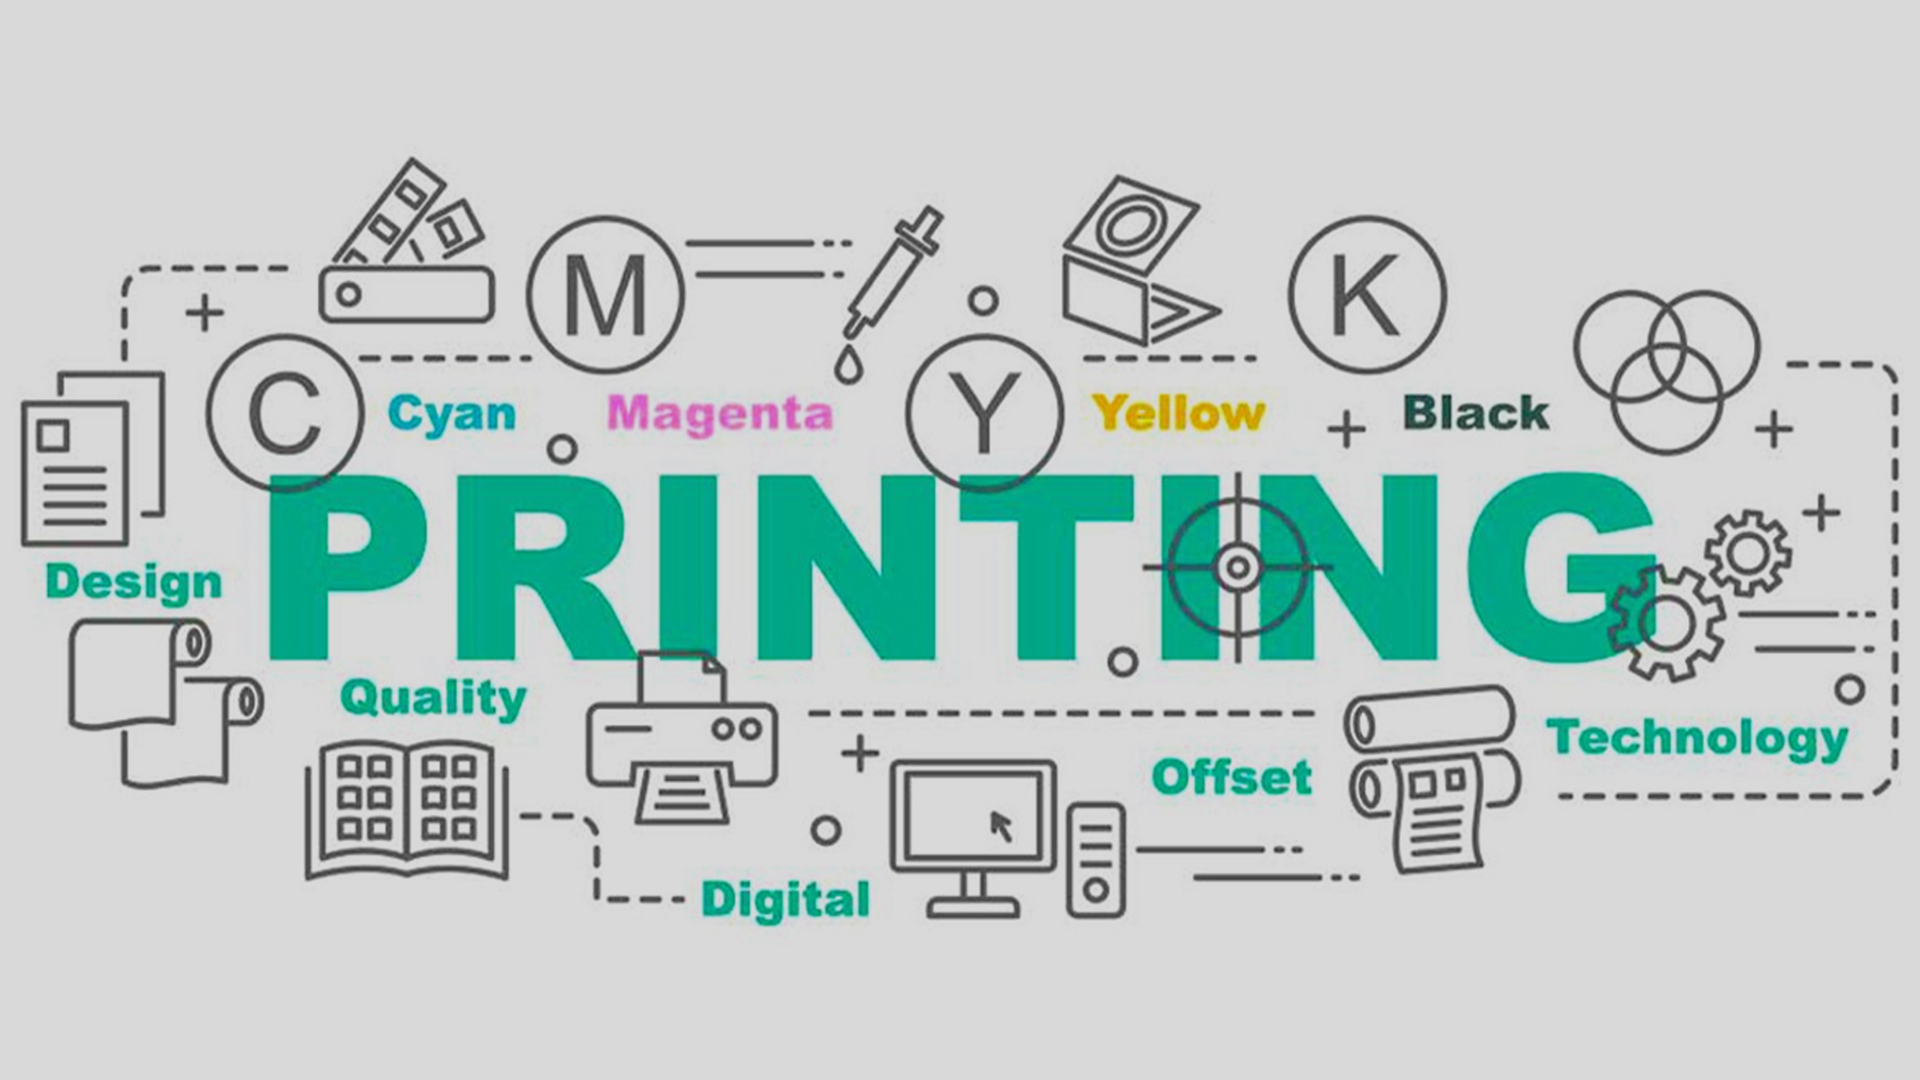 M
K
C
Cyan
Magenta
Y
Yellow
Black
PRINTING
Design
Quality
Technology
Offset
Digital